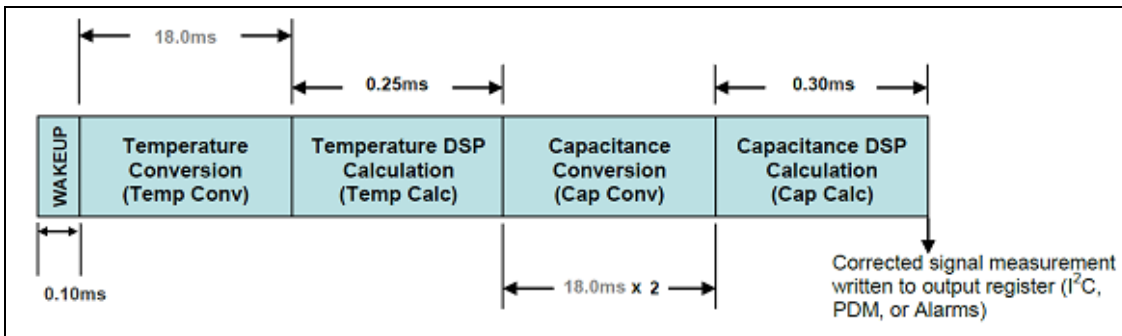 18.0ms
0.25ms
0.30ms
WAKEUP
Temperature
Conversion
(Temp Conv)
Temperature DSP
Calculation
(Temp Calc)
Capacitance
Conversion
(Cap Conv)
Capacitance DSP
Calculation
(Cap Calc)
0.10ms
18.0ms x 2
Corrected signal measurement
written to output register (I²C,
PDM, or Alarms)